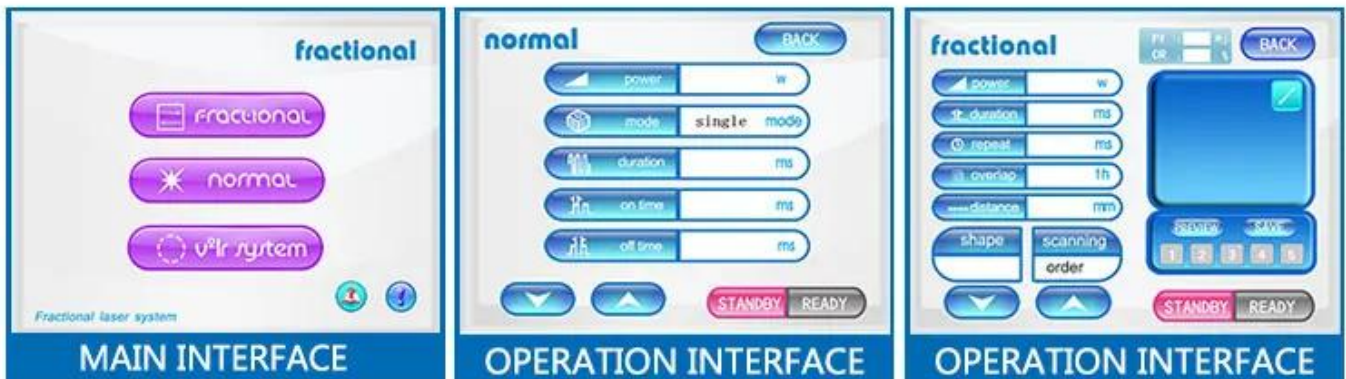 fractional
fractional
normal
v²lr system
Fractional laser system
MAIN INTERFACE
normal
BACK
power w
mode single mode
duration ms
on time ms
off time ms
STANDBY READY
OPERATION INTERFACE
fractional
BACK
power w
duration ms
repeat ms
overlap th
distance mm
shape scanning
order
PREVIEW SAVE
1 2 3 4 5
STANDBY READY
OPERATION INTERFACE